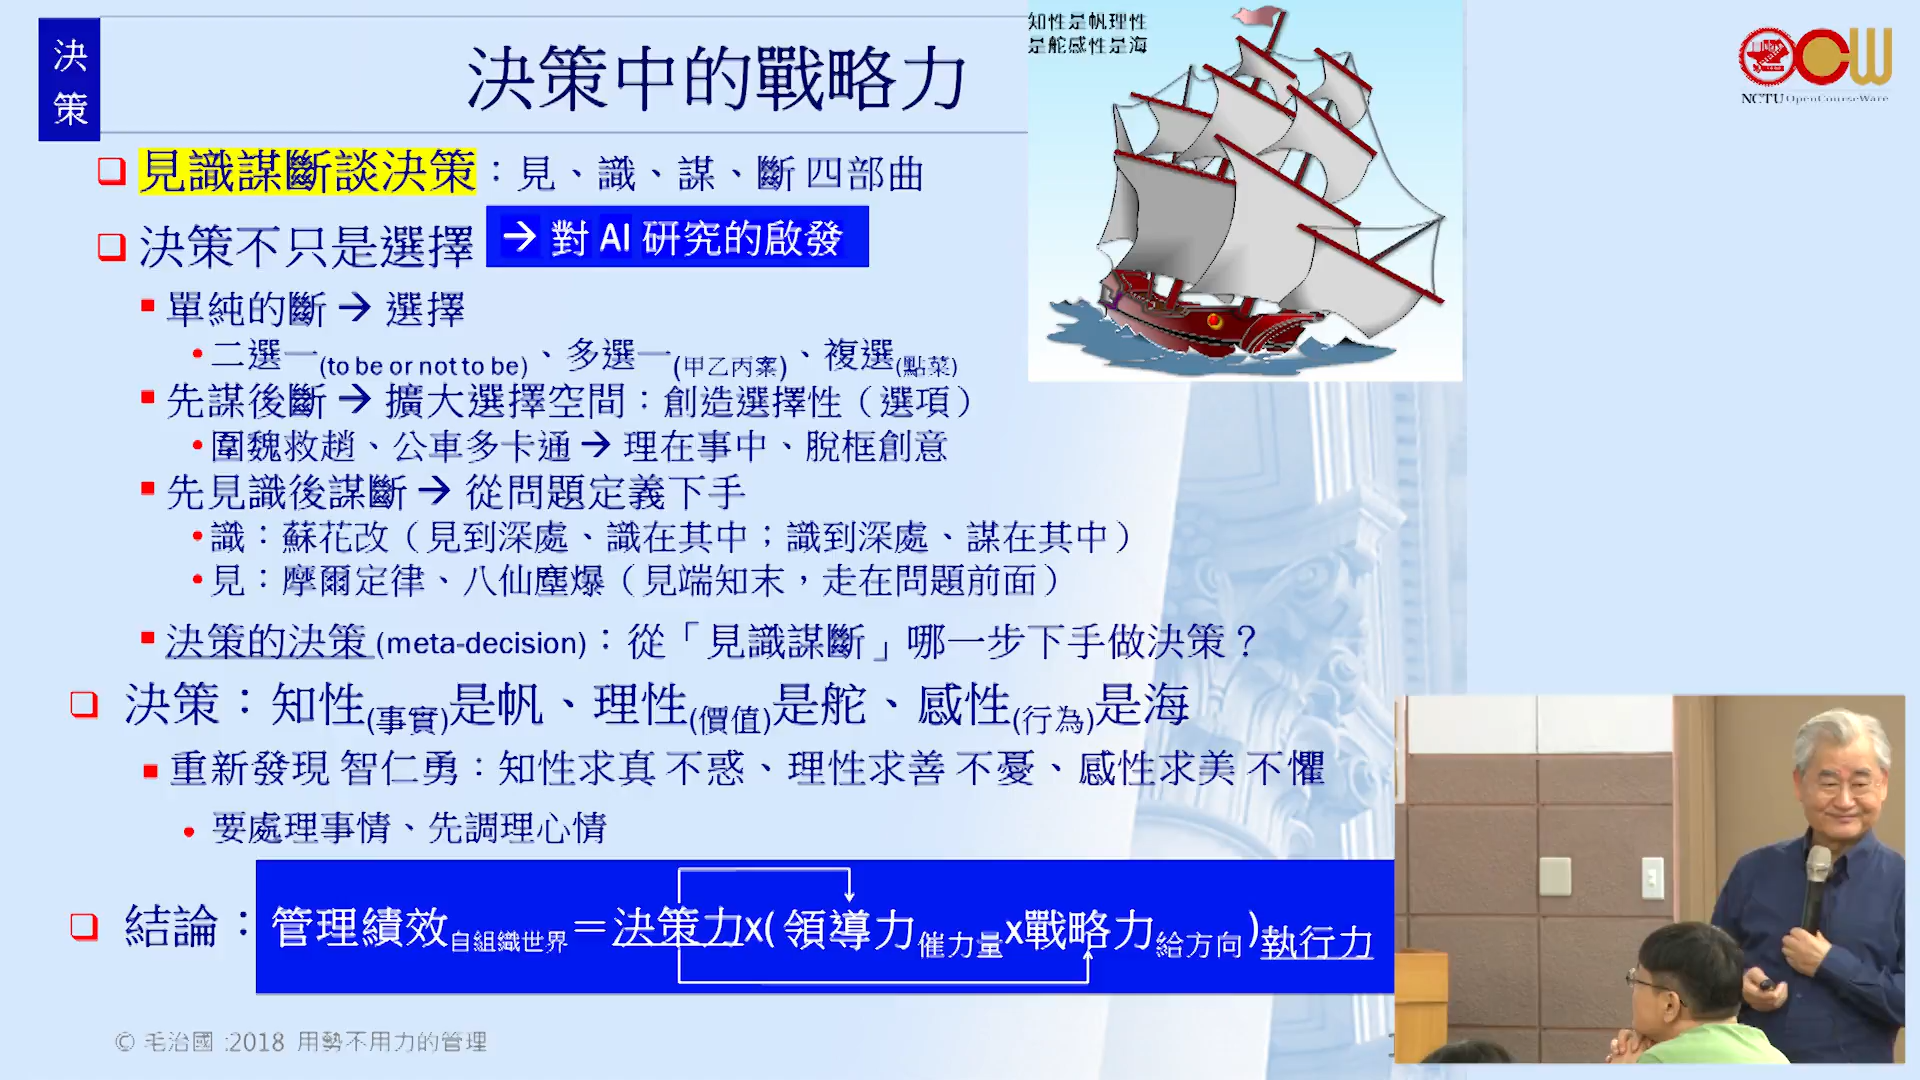 決
策
決策中的戰略力
知性是帆理性
是舵感性是海
NCTU OpenCourseWare
見識謀斷談決策：見、識、謀、斷 四部曲
決策不只是選擇 → 對 AI 研究的啟發
單純的斷 → 選擇
二選一(to be or not to be)、多選一(甲乙丙案)、複選(點菜)
先謀後斷 → 擴大選擇空間：創造選擇性（選項）
圍魏救趙、公車多卡通 → 理在事中、脫框創意
先見識後謀斷 → 從問題定義下手
識：蘇花改（見到深處、識在其中；識到深處、謀在其中）
見：摩爾定律、八仙塵爆（見端知末，走在問題前面）
決策的決策 (meta-decision)：從「見識謀斷」哪一步下手做決策？
決策：知性(事實)是帆、理性(價值)是舵、感性(行為)是海
重新發現 智仁勇：知性求真 不惑、理性求善 不憂、感性求美 不懼
要處理事情、先調理心情
結論：管理績效自組織世界＝決策力x(領導力催力量x戰略力給方向)執行力
© 毛治國 :2018 用勢不用力的管理